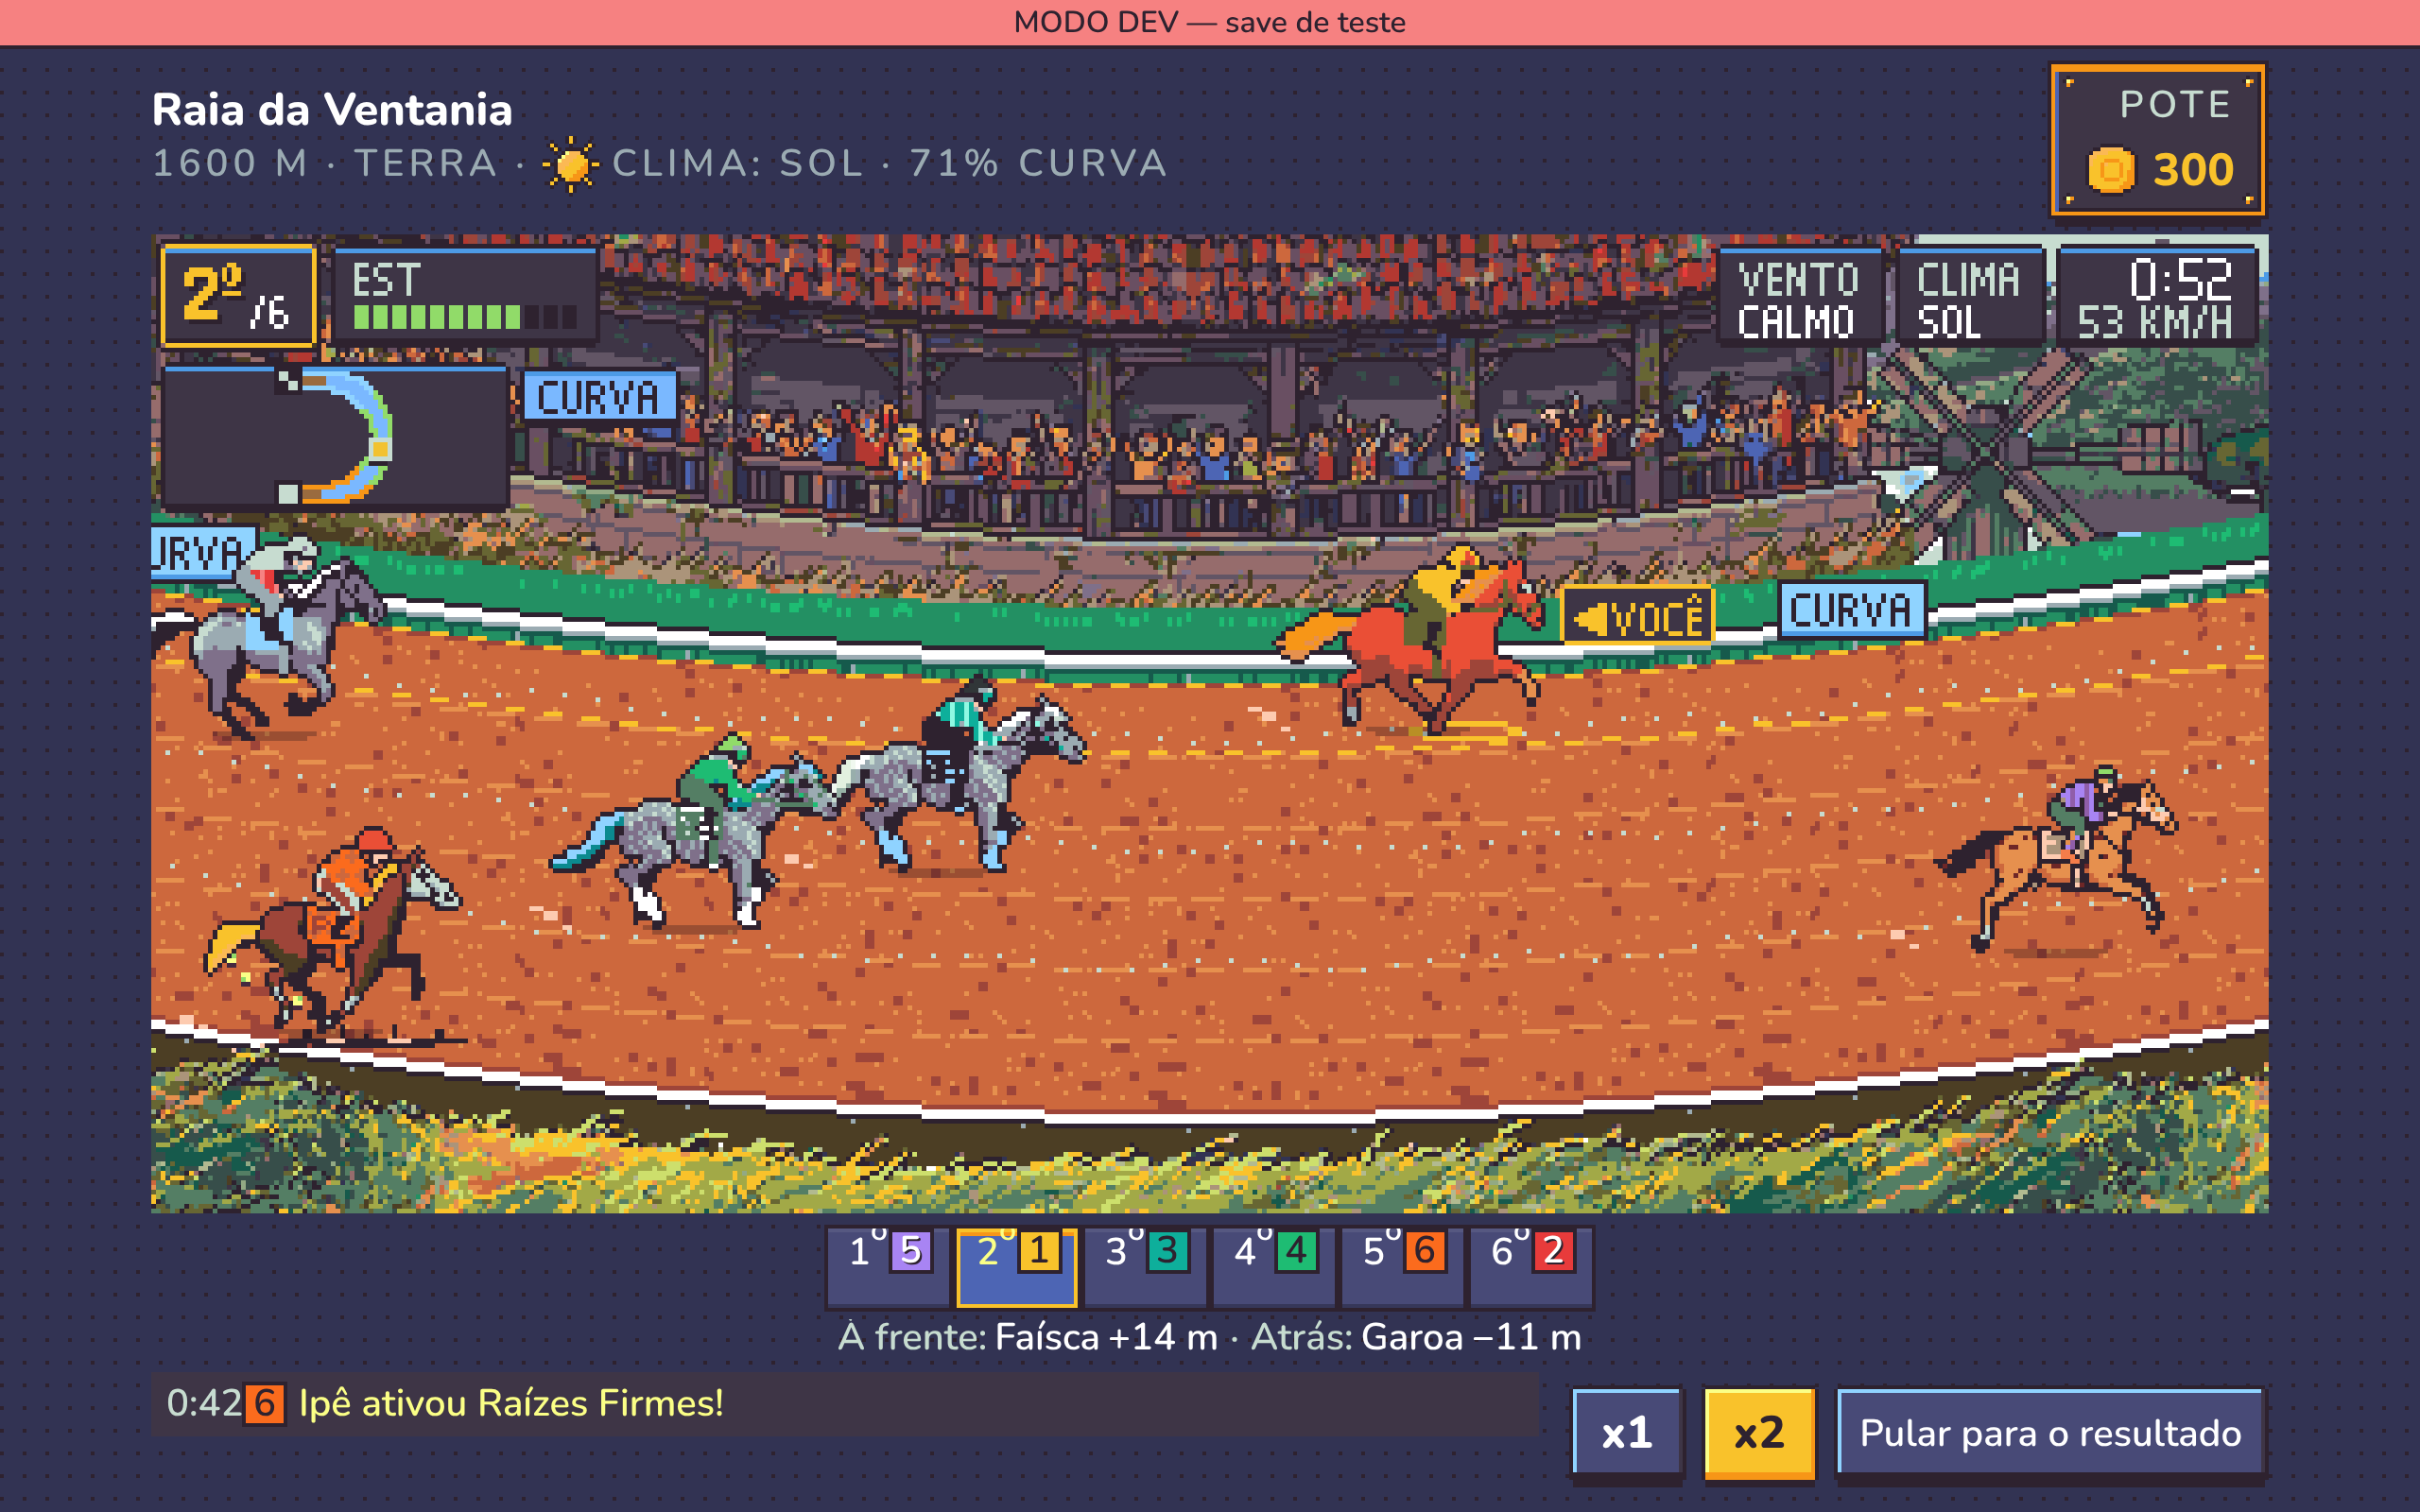 MODO DEV — save de teste
Raia da Ventania
1600 M · TERRA · CLIMA: SOL · 71% CURVA
POTE
300
2º/6
EST
VENTO
CALMO
CLIMA
SOL
0:52
53 KM/H
CURVA
URVA
VOCÊ
CURVA
1º 5
2º 1
3º 3
4º 4
5º 6
6º 2
À frente: Faísca +14 m · Atrás: Garoa −11 m
0:42 6 Ipê ativou Raízes Firmes!
x1
x2
Pular para o resultado